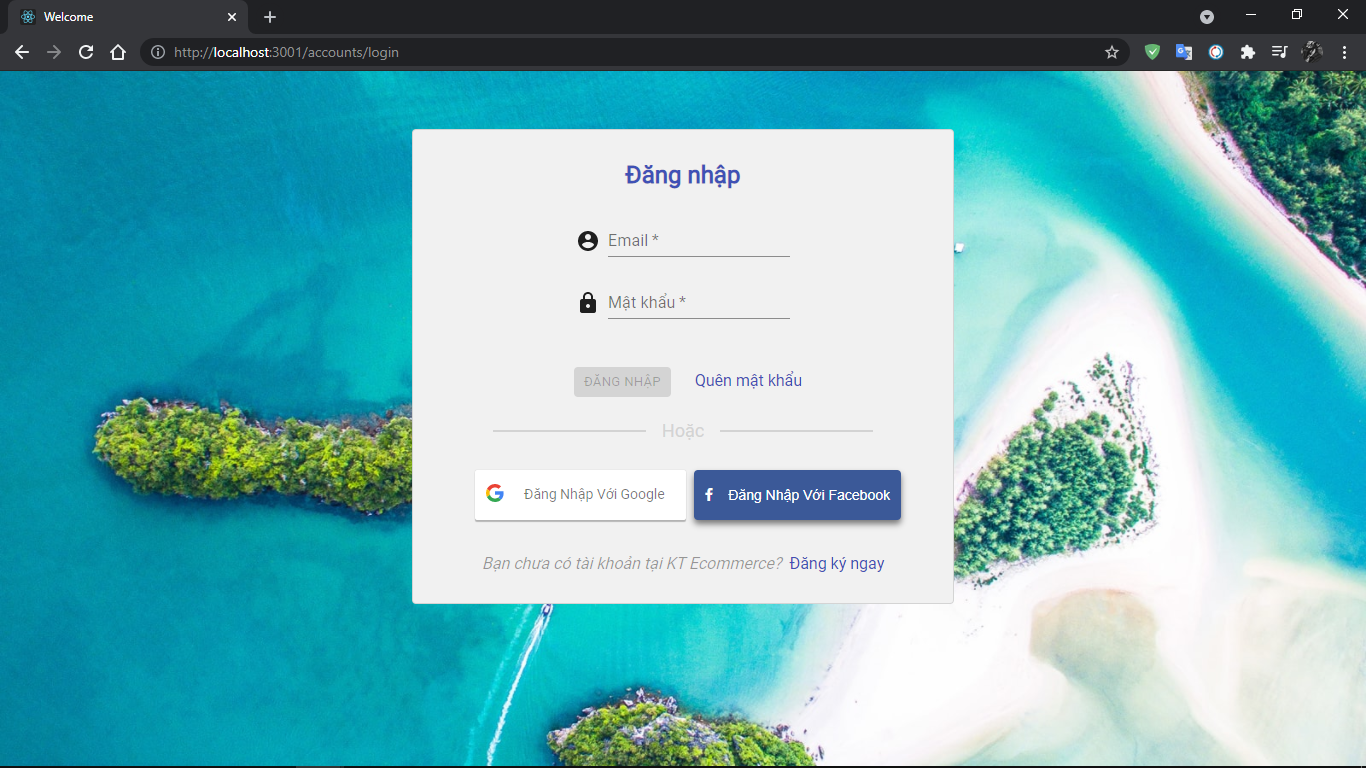 Welcome
http://localhost:3001/accounts/login
Đăng nhập
Email *
Mật khẩu *
ĐĂNG NHẬP Quên mật khẩu
Hoặc
Đăng Nhập Với Google Đăng Nhập Với Facebook
Bạn chưa có tài khoản tại KT Ecommerce? Đăng ký ngay